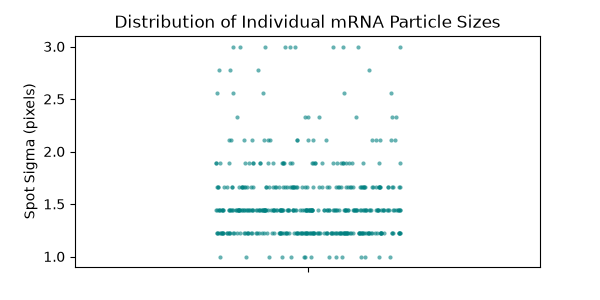 Distribution of Individual mRNA Particle Sizes
Spot Sigma (pixels)
3.0
2.5
2.0
1.5
1.0